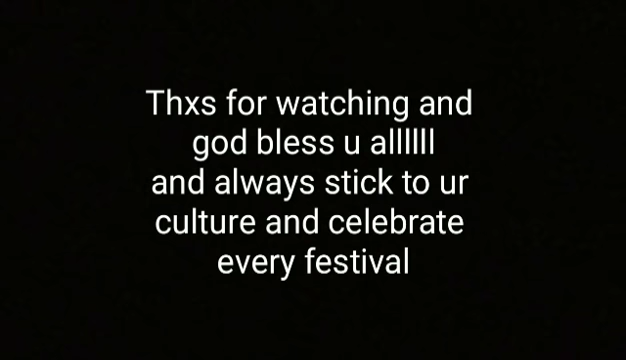 Thxs for watching and
god bless u allllll
and always stick to ur
culture and celebrate
every festival